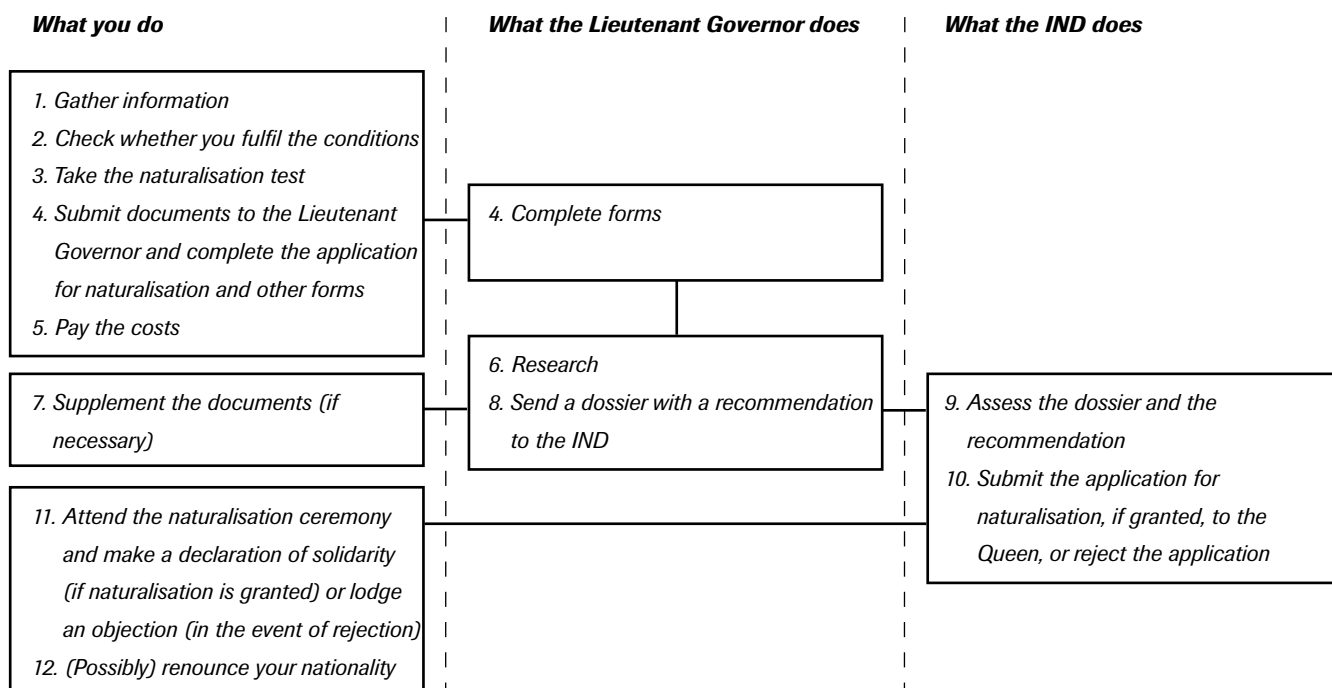 What you do
What the Lieutenant Governor does
What the IND does
1. Gather information
2. Check whether you fulfil the conditions
3. Take the naturalisation test
4. Submit documents to the Lieutenant
Governor and complete the application
for naturalisation and other forms
5. Pay the costs
4. Complete forms
6. Research
8. Send a dossier with a recommendation
to the IND
7. Supplement the documents (if
necessary)
9. Assess the dossier and the
recommendation
10. Submit the application for
naturalisation, if granted, to the
Queen, or reject the application
11. Attend the naturalisation ceremony
and make a declaration of solidarity
(if naturalisation is granted) or lodge
an objection (in the event of rejection)
12. (Possibly) renounce your nationality